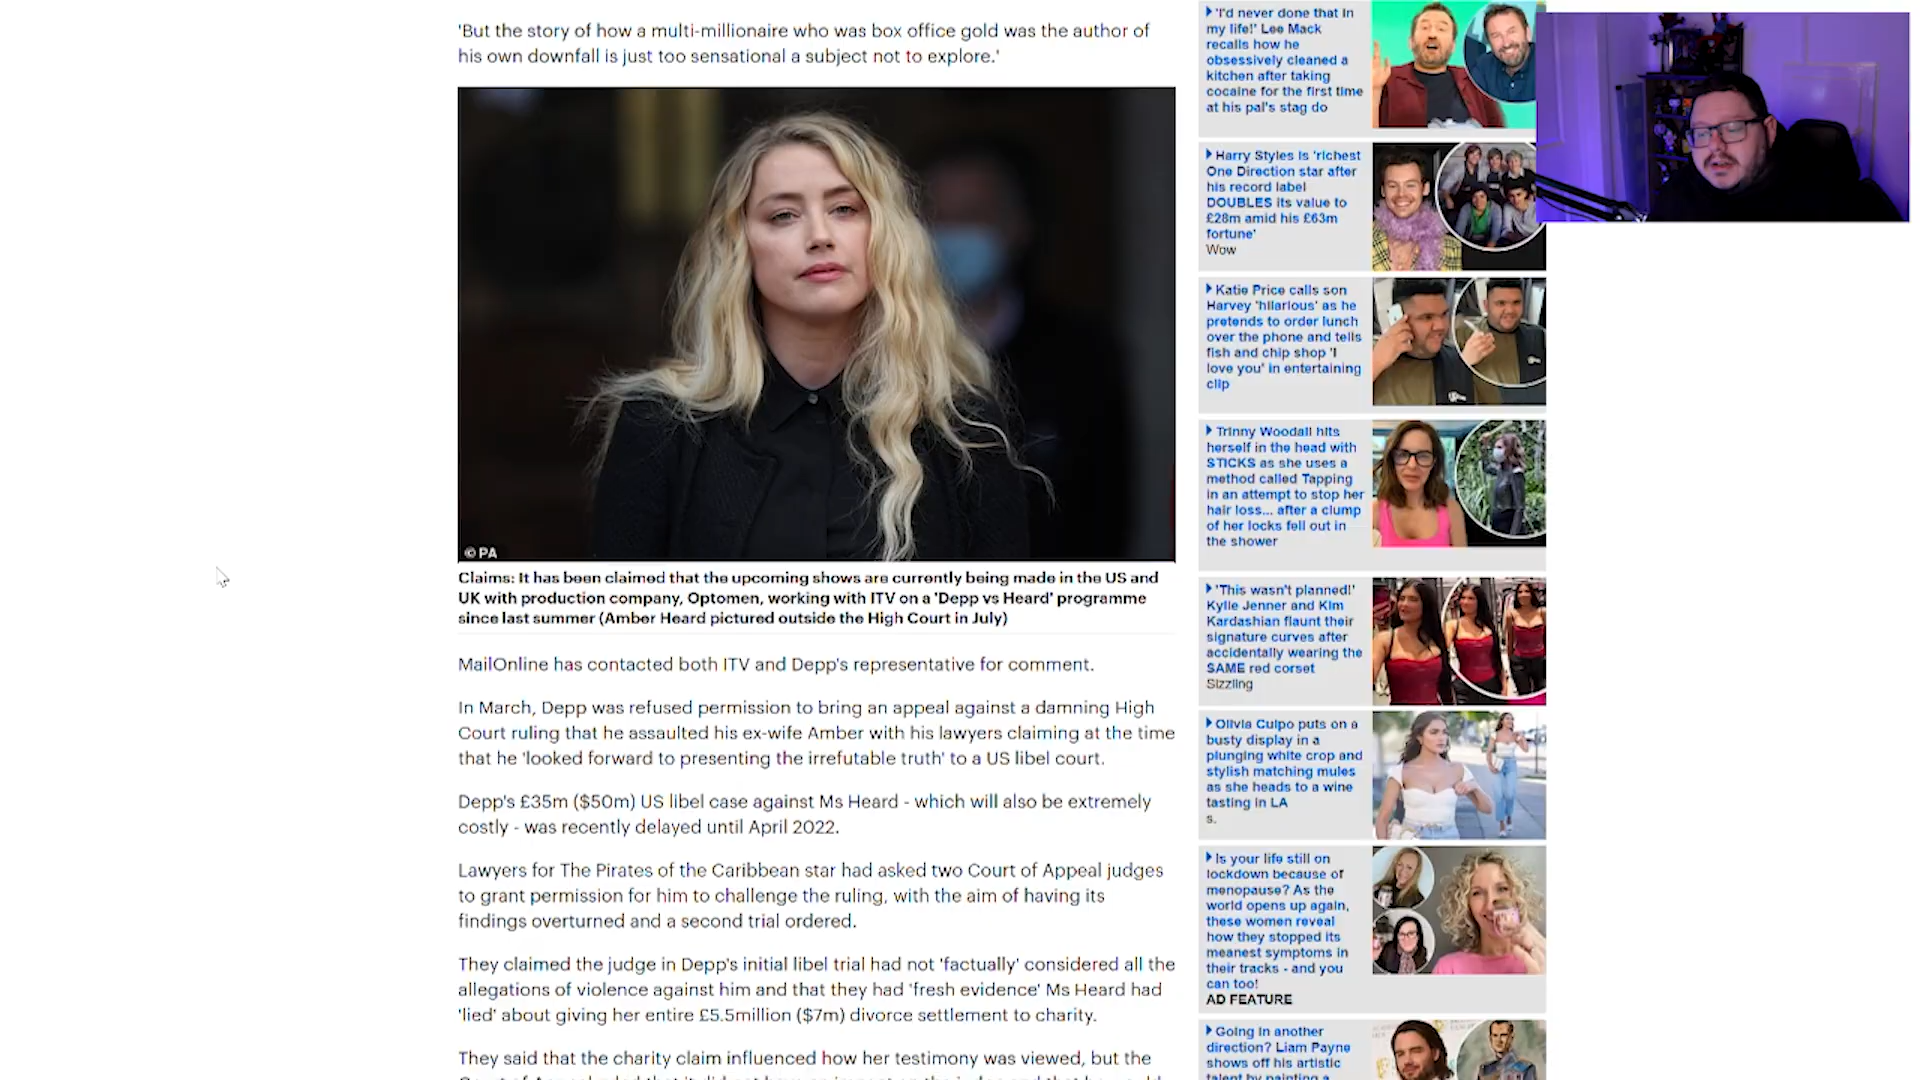 'But the story of how a multi-millionaire who was box office gold was the author of
his own downfall is just too sensational a subject not to explore.'
© PA
Claims: It has been claimed that the upcoming shows are currently being made in the US and
UK with production company, Optomen, working with ITV on a 'Depp vs Heard' programme
since last summer (Amber Heard pictured outside the High Court in July)
MailOnline has contacted both ITV and Depp's representative for comment.
In March, Depp was refused permission to bring an appeal against a damning High
Court ruling that he assaulted his ex-wife Amber with his lawyers claiming at the time
that he 'looked forward to presenting the irrefutable truth' to a US libel court.
Depp's £35m ($50m) US libel case against Ms Heard - which will also be extremely
costly - was recently delayed until April 2022.
Lawyers for The Pirates of the Caribbean star had asked two Court of Appeal judges
to grant permission for him to challenge the ruling, with the aim of having its
findings overturned and a second trial ordered.
They claimed the judge in Depp's initial libel trial had not 'factually' considered all the
allegations of violence against him and that they had 'fresh evidence' Ms Heard had
'lied' about giving her entire £5.5million ($7m) divorce settlement to charity.
They said that the charity claim influenced how her testimony was viewed, but the
'I'd never done that in
my life!' Lee Mack
recalls how he
obsessively cleaned a
kitchen after taking
cocaine for the first time
at his pal's stag do
Harry Styles is 'richest
One Direction star after
his record label
DOUBLES its value to
£28m amid his £63m
fortune'
Wow
Katie Price calls son
Harvey 'hilarious' as he
pretends to order lunch
over the phone and tells
fish and chip shop 'I
love you' in entertaining
clip
Trinny Woodall hits
herself in the head with
STICKS as she uses a
method called Tapping
in an attempt to stop her
hair loss... after a clump
of her locks fell out in
the shower
'This wasn't planned!'
Kylie Jenner and Kim
Kardashian flaunt their
signature curves after
accidentally wearing the
SAME red corset
Sizzling
Olivia Culpo puts on a
busty display in a
plunging white crop and
stylish matching mules
as she heads to a wine
tasting in LA
s.
Is your life still on
lockdown because of
menopause? As the
world opens up again,
these women reveal
how they stopped its
meanest symptoms in
their tracks - and you
can too!
AD FEATURE
Going in another
direction? Liam Payne
shows off his artistic
talent by painting a